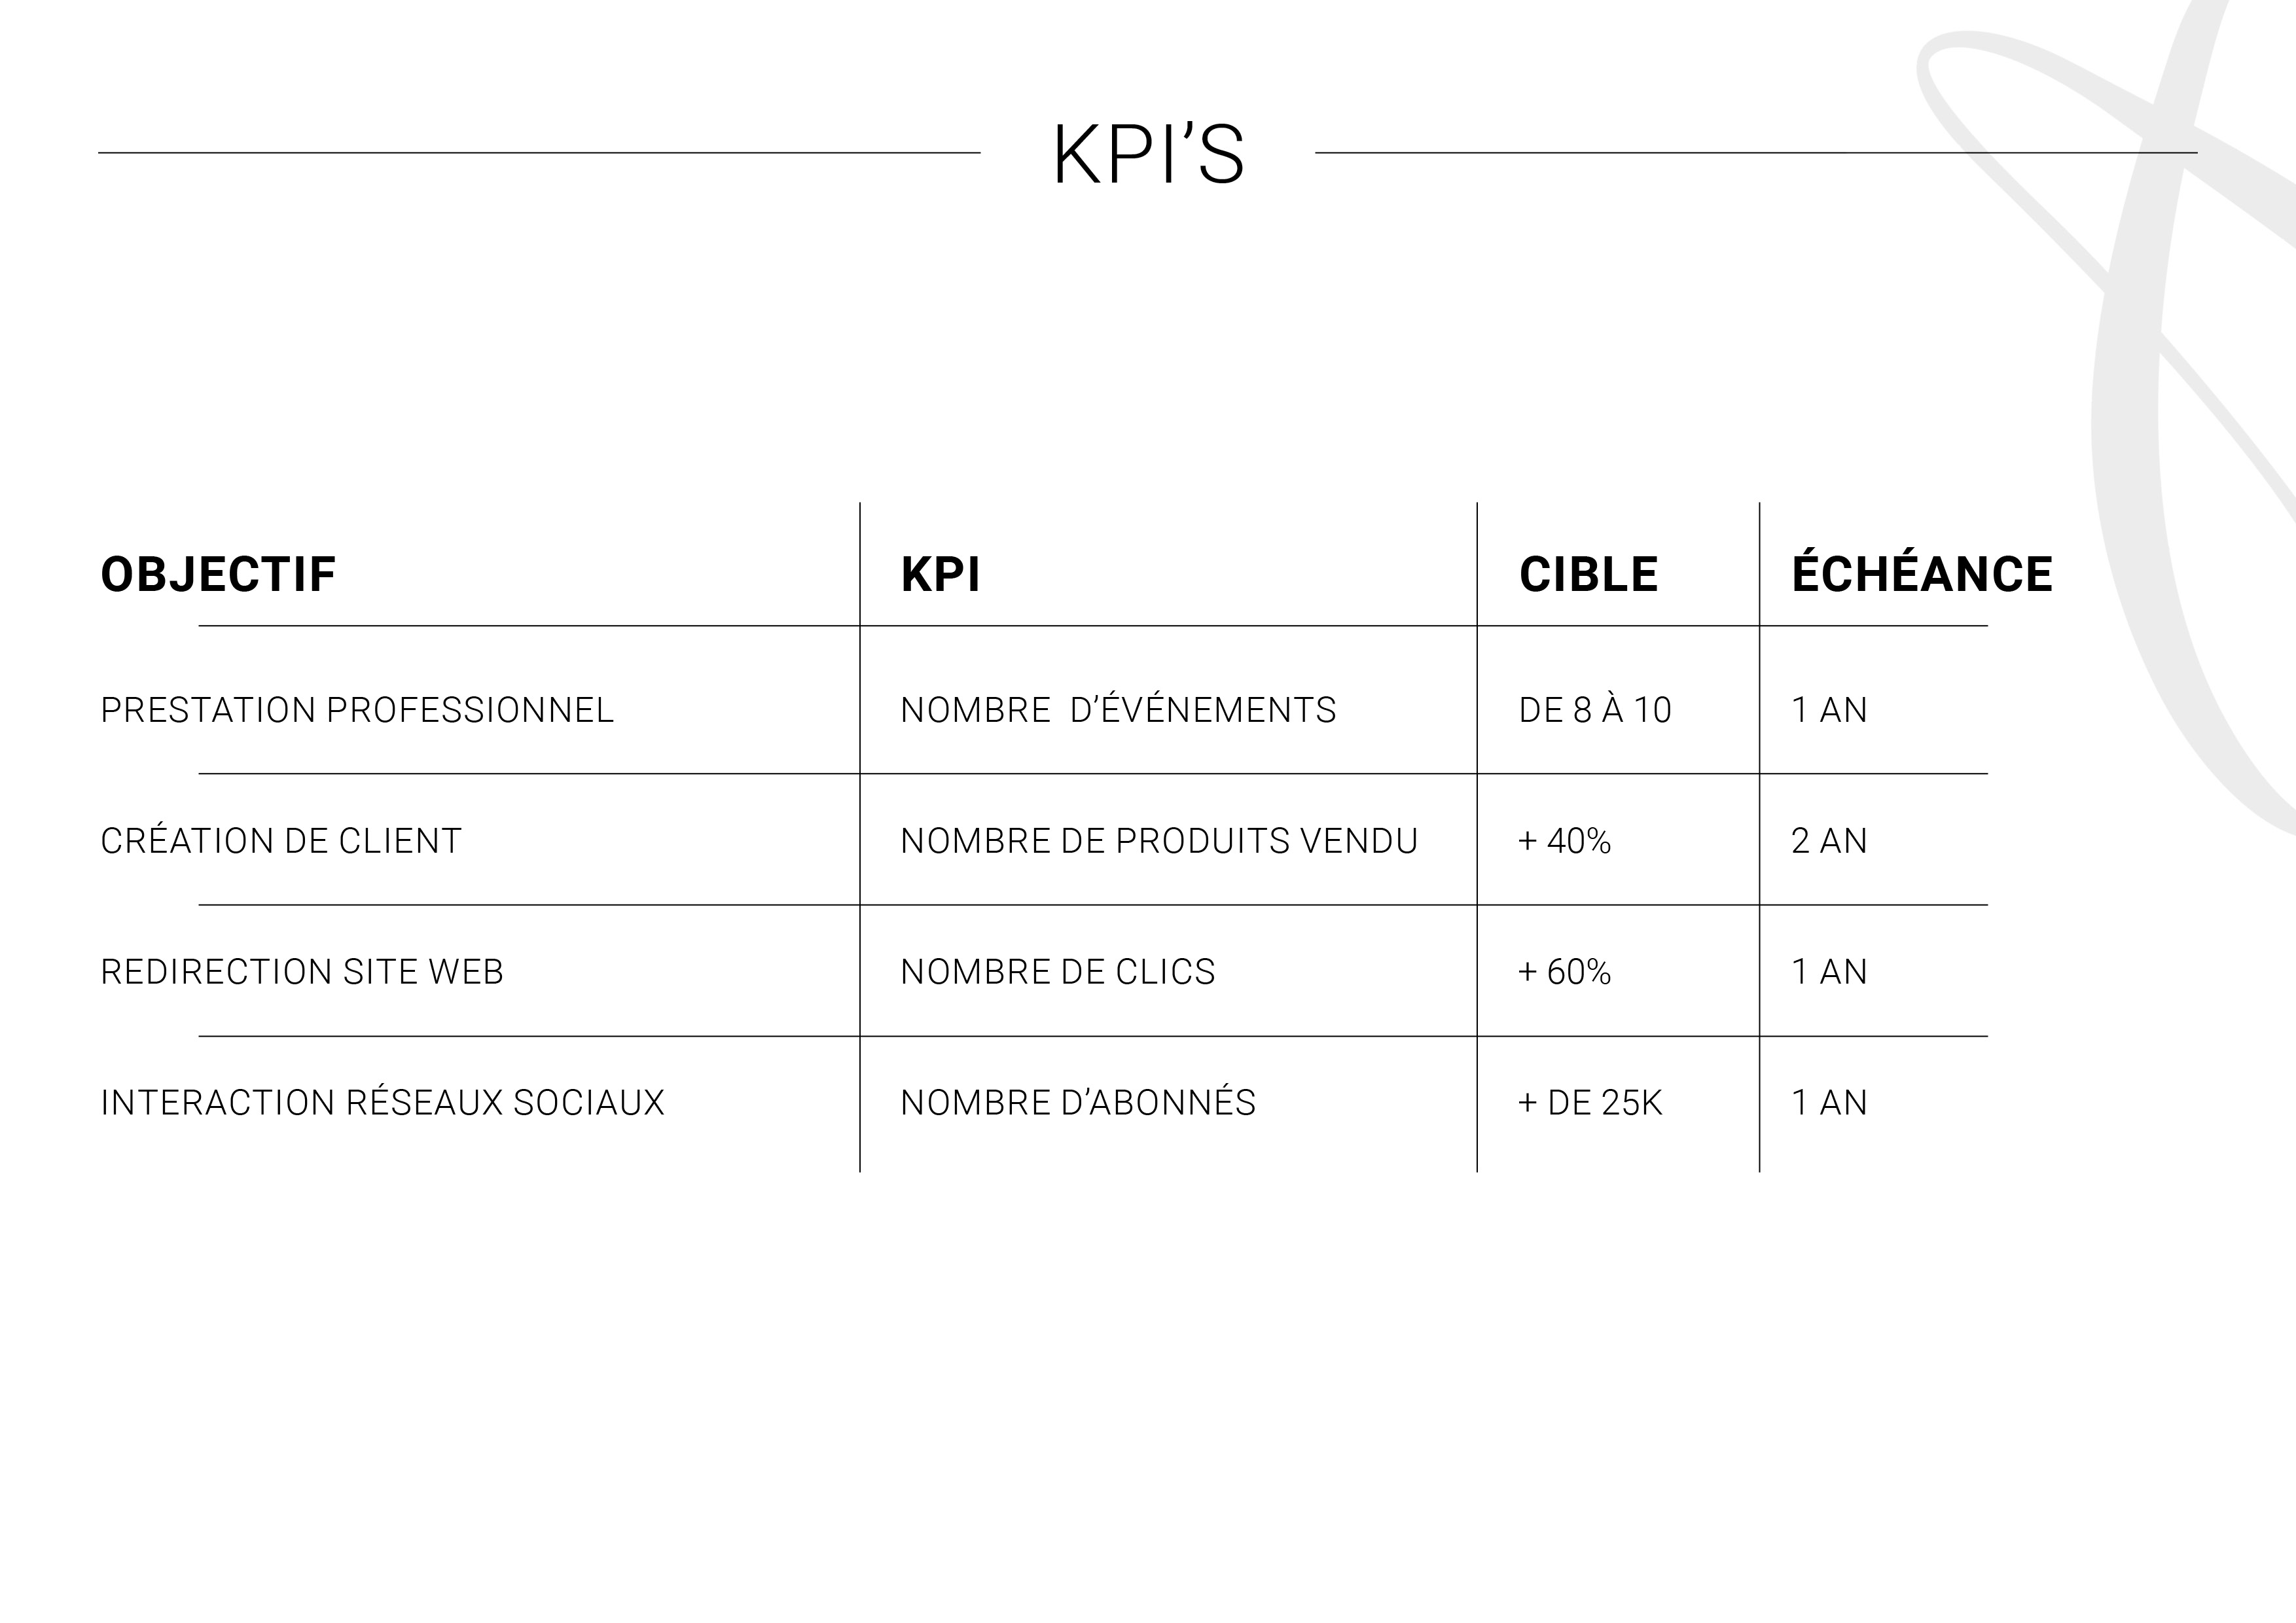 KPI’S
OBJECTIF KPI CIBLE ÉCHÉANCE
PRESTATION PROFESSIONNEL NOMBRE D’ÉVÉNEMENTS DE 8 À 10 1 AN
CRÉATION DE CLIENT NOMBRE DE PRODUITS VENDU + 40% 2 AN
REDIRECTION SITE WEB NOMBRE DE CLICS + 60% 1 AN
INTERACTION RÉSEAUX SOCIAUX NOMBRE D’ABONNÉS + DE 25K 1 AN